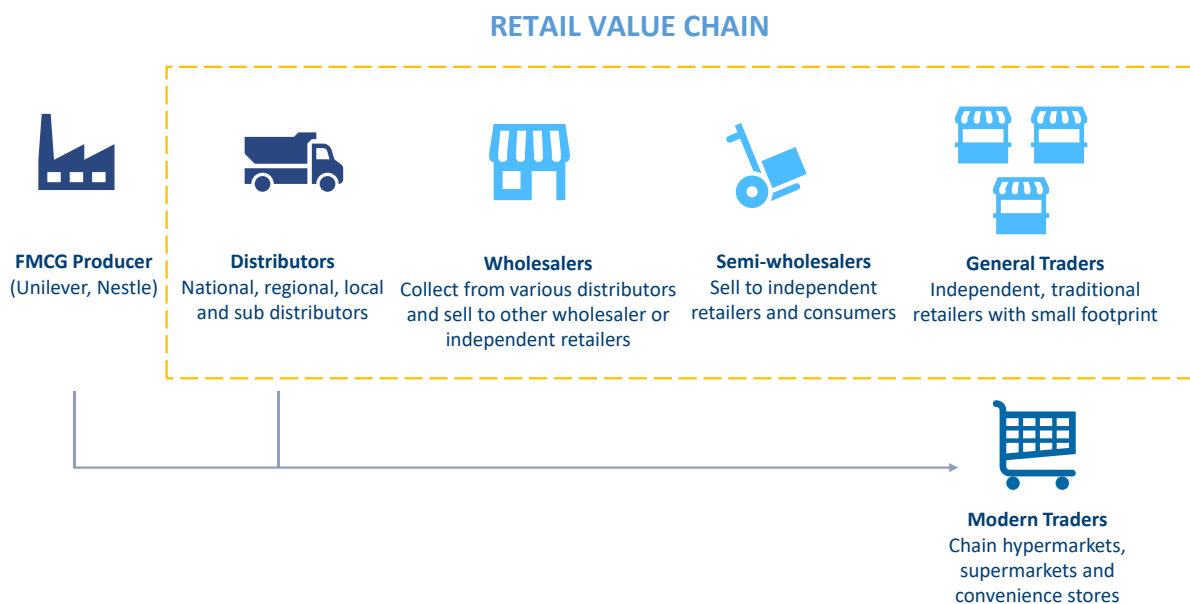 RETAIL VALUE CHAIN
FMCG Producer
(Unilever, Nestle)
Distributors
National, regional, local
and sub distributors
Wholesalers
Collect from various distributors
and sell to other wholesaler or
independent retailers
Semi-wholesalers
Sell to independent
retailers and consumers
General Traders
Independent, traditional
retailers with small footprint
Modern Traders
Chain hypermarkets,
supermarkets and
convenience stores